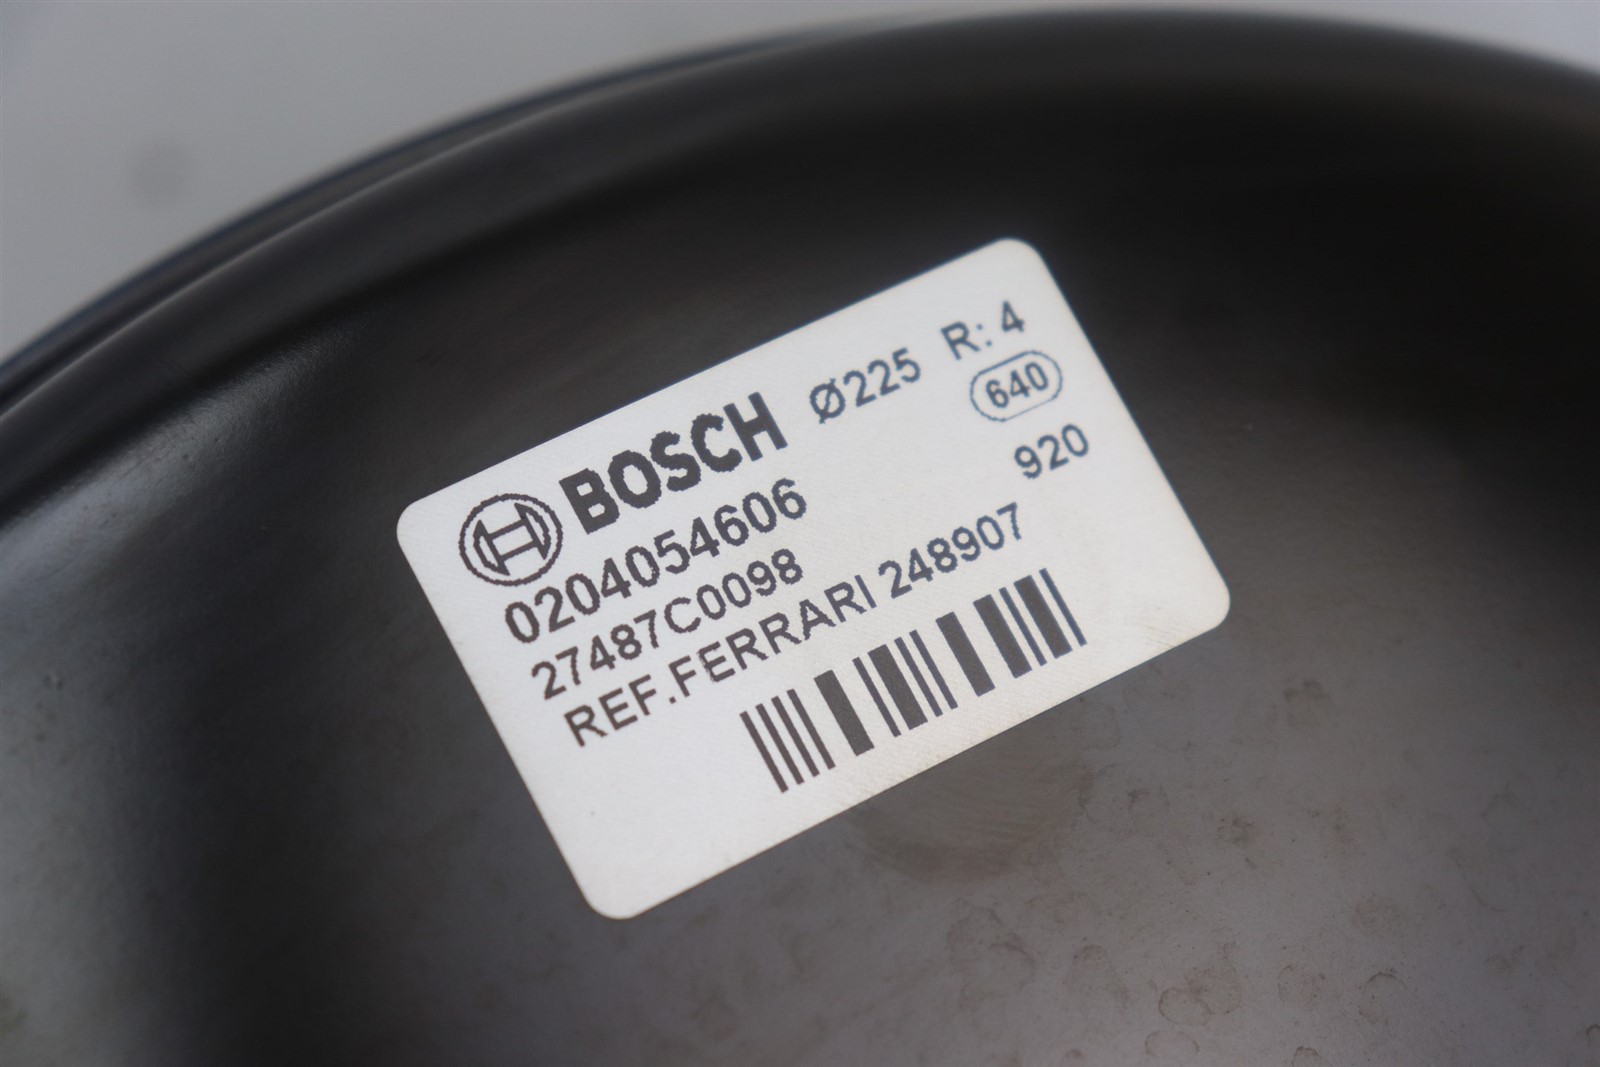 BOSCH Ø225 R: 4
0204054606 640
27487C0098 920
REF.FERRARI 248907